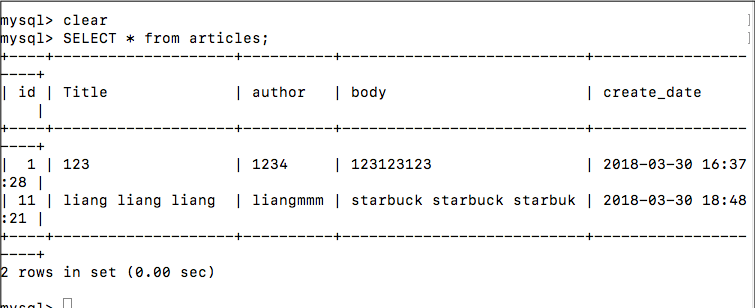 mysql> clear
mysql> SELECT * from articles;
+----+--------------------+----------+---------------------------+-----------------
----+
| id | Title              | author   | body                      | create_date     
    |
+----+--------------------+----------+---------------------------+-----------------
----+
|  1 | 123                | 1234     | 123123123                 | 2018-03-30 16:37
:28 |
| 11 | liang liang liang  | liangmmm | starbuck starbuck starbuk | 2018-03-30 18:48
:21 |
+----+--------------------+----------+---------------------------+-----------------
----+
2 rows in set (0.00 sec)
mysql>